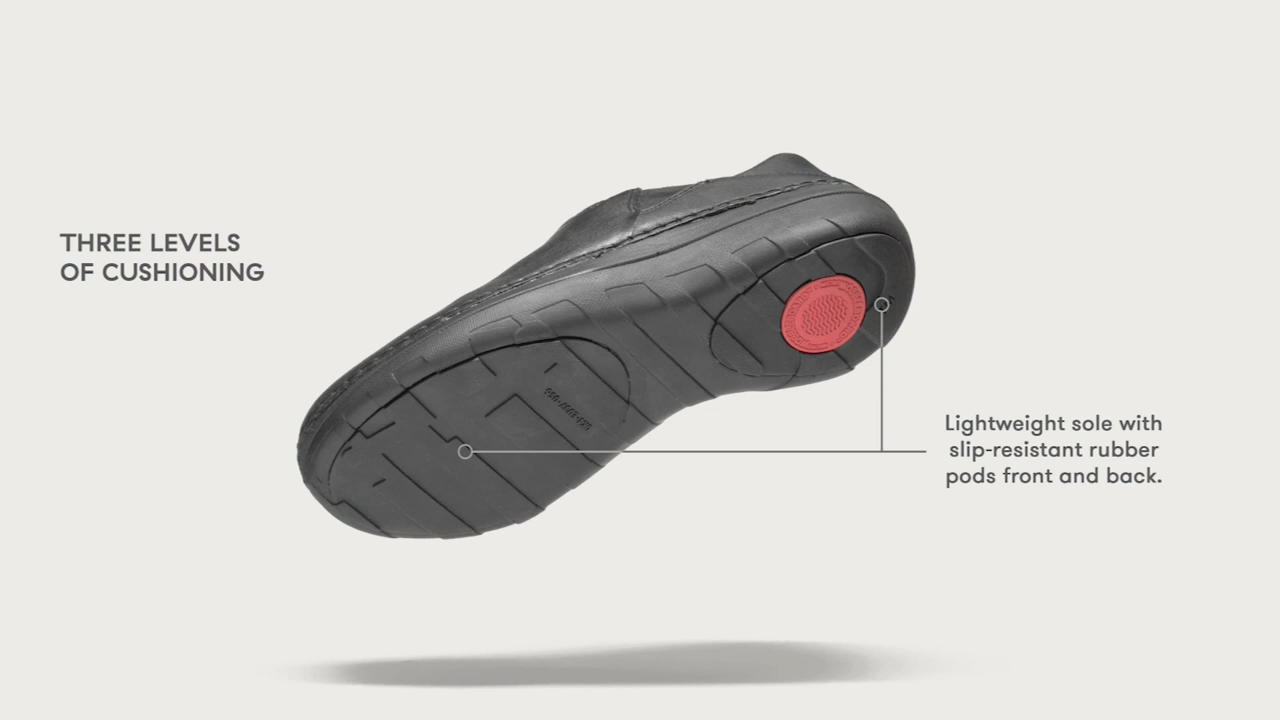 THREE LEVELS
OF CUSHIONING
Lightweight sole with
slip-resistant rubber
pods front and back.